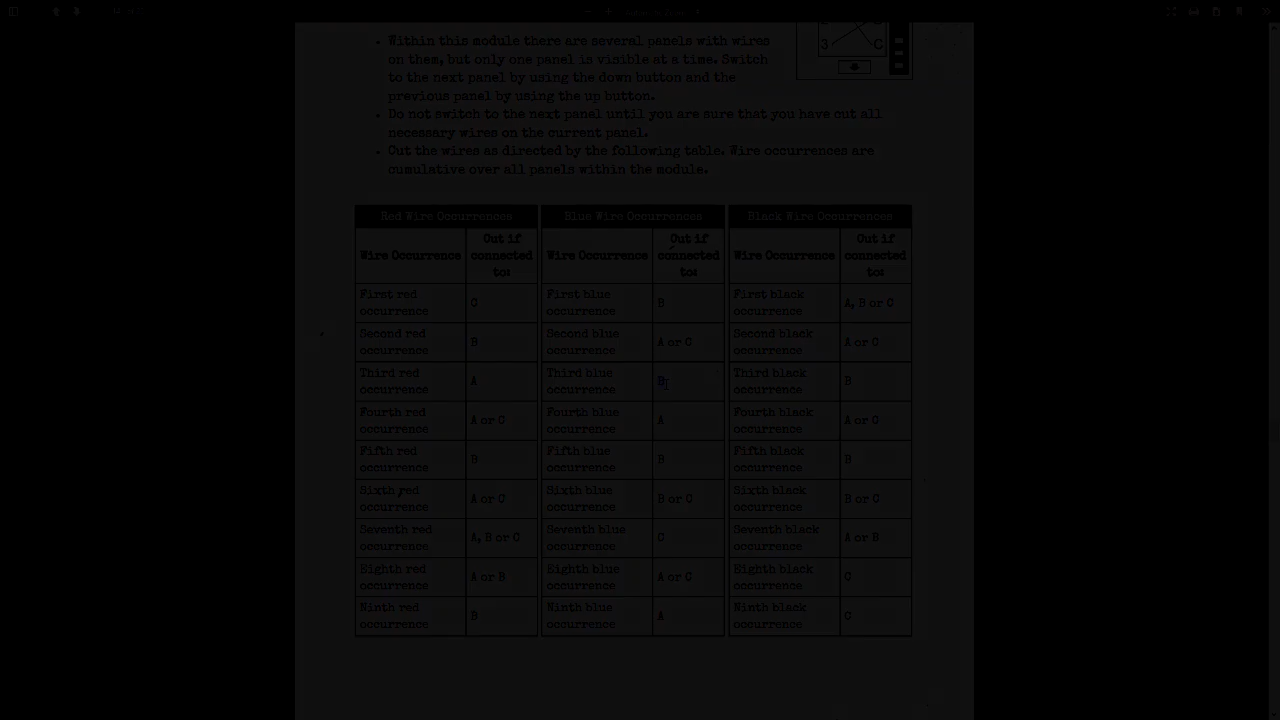 3 C
Within this module there are several panels with wires
on them, but only one panel is visible at a time. Switch
to the next panel by using the down button and the
previous panel by using the up button.
Do not switch to the next panel until you are sure that you have cut all
necessary wires on the current panel.
Cut the wires as directed by the following table. Wire occurrences are
cumulative over all panels within the module.
Red Wire Occurrences
Wire Occurrence Cut if connected to:
First red occurrence C
Second red occurrence B
Third red occurrence A
Fourth red occurrence A or C
Fifth red occurrence B
Sixth red occurrence A or C
Seventh red occurrence A, B or C
Eighth red occurrence A or B
Ninth red occurrence B
Blue Wire Occurrences
Wire Occurrence Cut if connected to:
First blue occurrence B
Second blue occurrence A or C
Third blue occurrence B
Fourth blue occurrence A
Fifth blue occurrence B
Sixth blue occurrence B or C
Seventh blue occurrence C
Eighth blue occurrence A or C
Ninth blue occurrence A
Black Wire Occurrences
Wire Occurrence Cut if connected to:
First black occurrence A, B or C
Second black occurrence A or C
Third black occurrence B
Fourth black occurrence A or C
Fifth black occurrence B
Sixth black occurrence B or C
Seventh black occurrence A or B
Eighth black occurrence C
Ninth black occurrence C